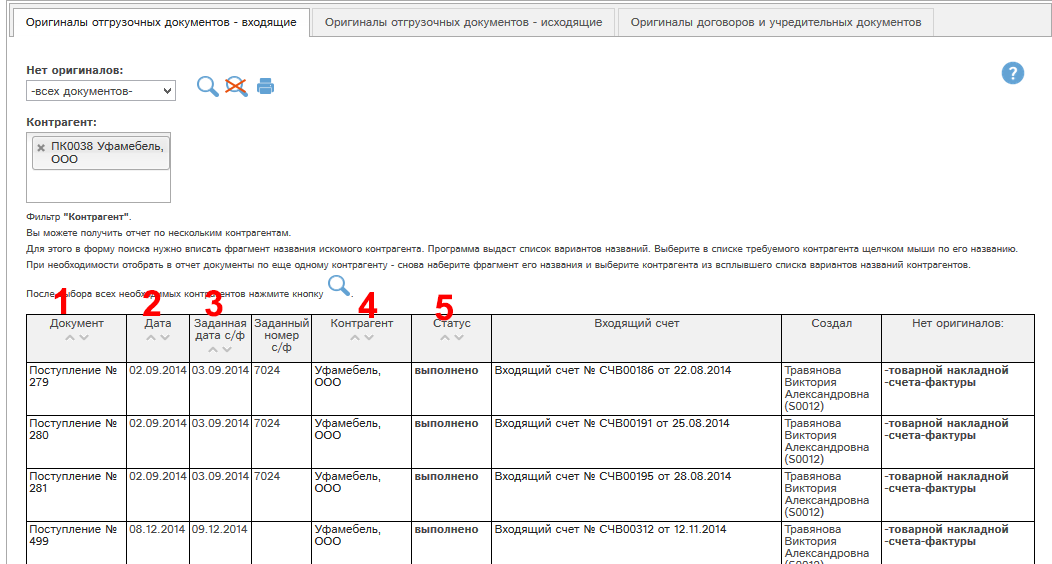 Оригиналы отгрузочных документов - входящие
Оригиналы отгрузочных документов - исходящие
Оригиналы договоров и учредительных документов
Нет оригиналов:
-всех документов-
?
Контрагент:
ПК0038 Уфамебель,
ООО
Фильтр "Контрагент".
Вы можете получить отчет по нескольким контрагентам.
Для этого в форму поиска нужно вписать фрагмент названия искомого контрагента. Программа выдаст список вариантов названий. Выберите в списке требуемого контрагента щелчком мыши по его названию.
При необходимости отобрать в отчет документы по еще одному контрагенту - снова наберите фрагмент его названия и выберите контрагента из всплывшего списка вариантов названий контрагентов.
После выбора всех необходимых контрагентов нажмите кнопку .
1 2 3 4 5
Документ Дата Заданная дата с/ф Заданный номер с/ф Контрагент Статус Входящий счет Создал Нет оригиналов:
Поступление № 02.09.2014 03.09.2014 7024 Уфамебель, выполнено Входящий счет № СЧВ00186 от 22.08.2014 Травянова -товарной накладной
279 ООО Виктория -счета-фактуры
Александровна
(S0012)
Поступление № 02.09.2014 03.09.2014 7024 Уфамебель, выполнено Входящий счет № СЧВ00191 от 25.08.2014 Травянова -товарной накладной
280 ООО Виктория -счета-фактуры
Александровна
(S0012)
Поступление № 02.09.2014 03.09.2014 7024 Уфамебель, выполнено Входящий счет № СЧВ00195 от 28.08.2014 Травянова -товарной накладной
281 ООО Виктория -счета-фактуры
Александровна
(S0012)
Поступление № 08.12.2014 09.12.2014 Уфамебель, выполнено Входящий счет № СЧВ00312 от 12.11.2014 Травянова -товарной накладной
499 ООО Виктория -счета-фактуры
Александровна